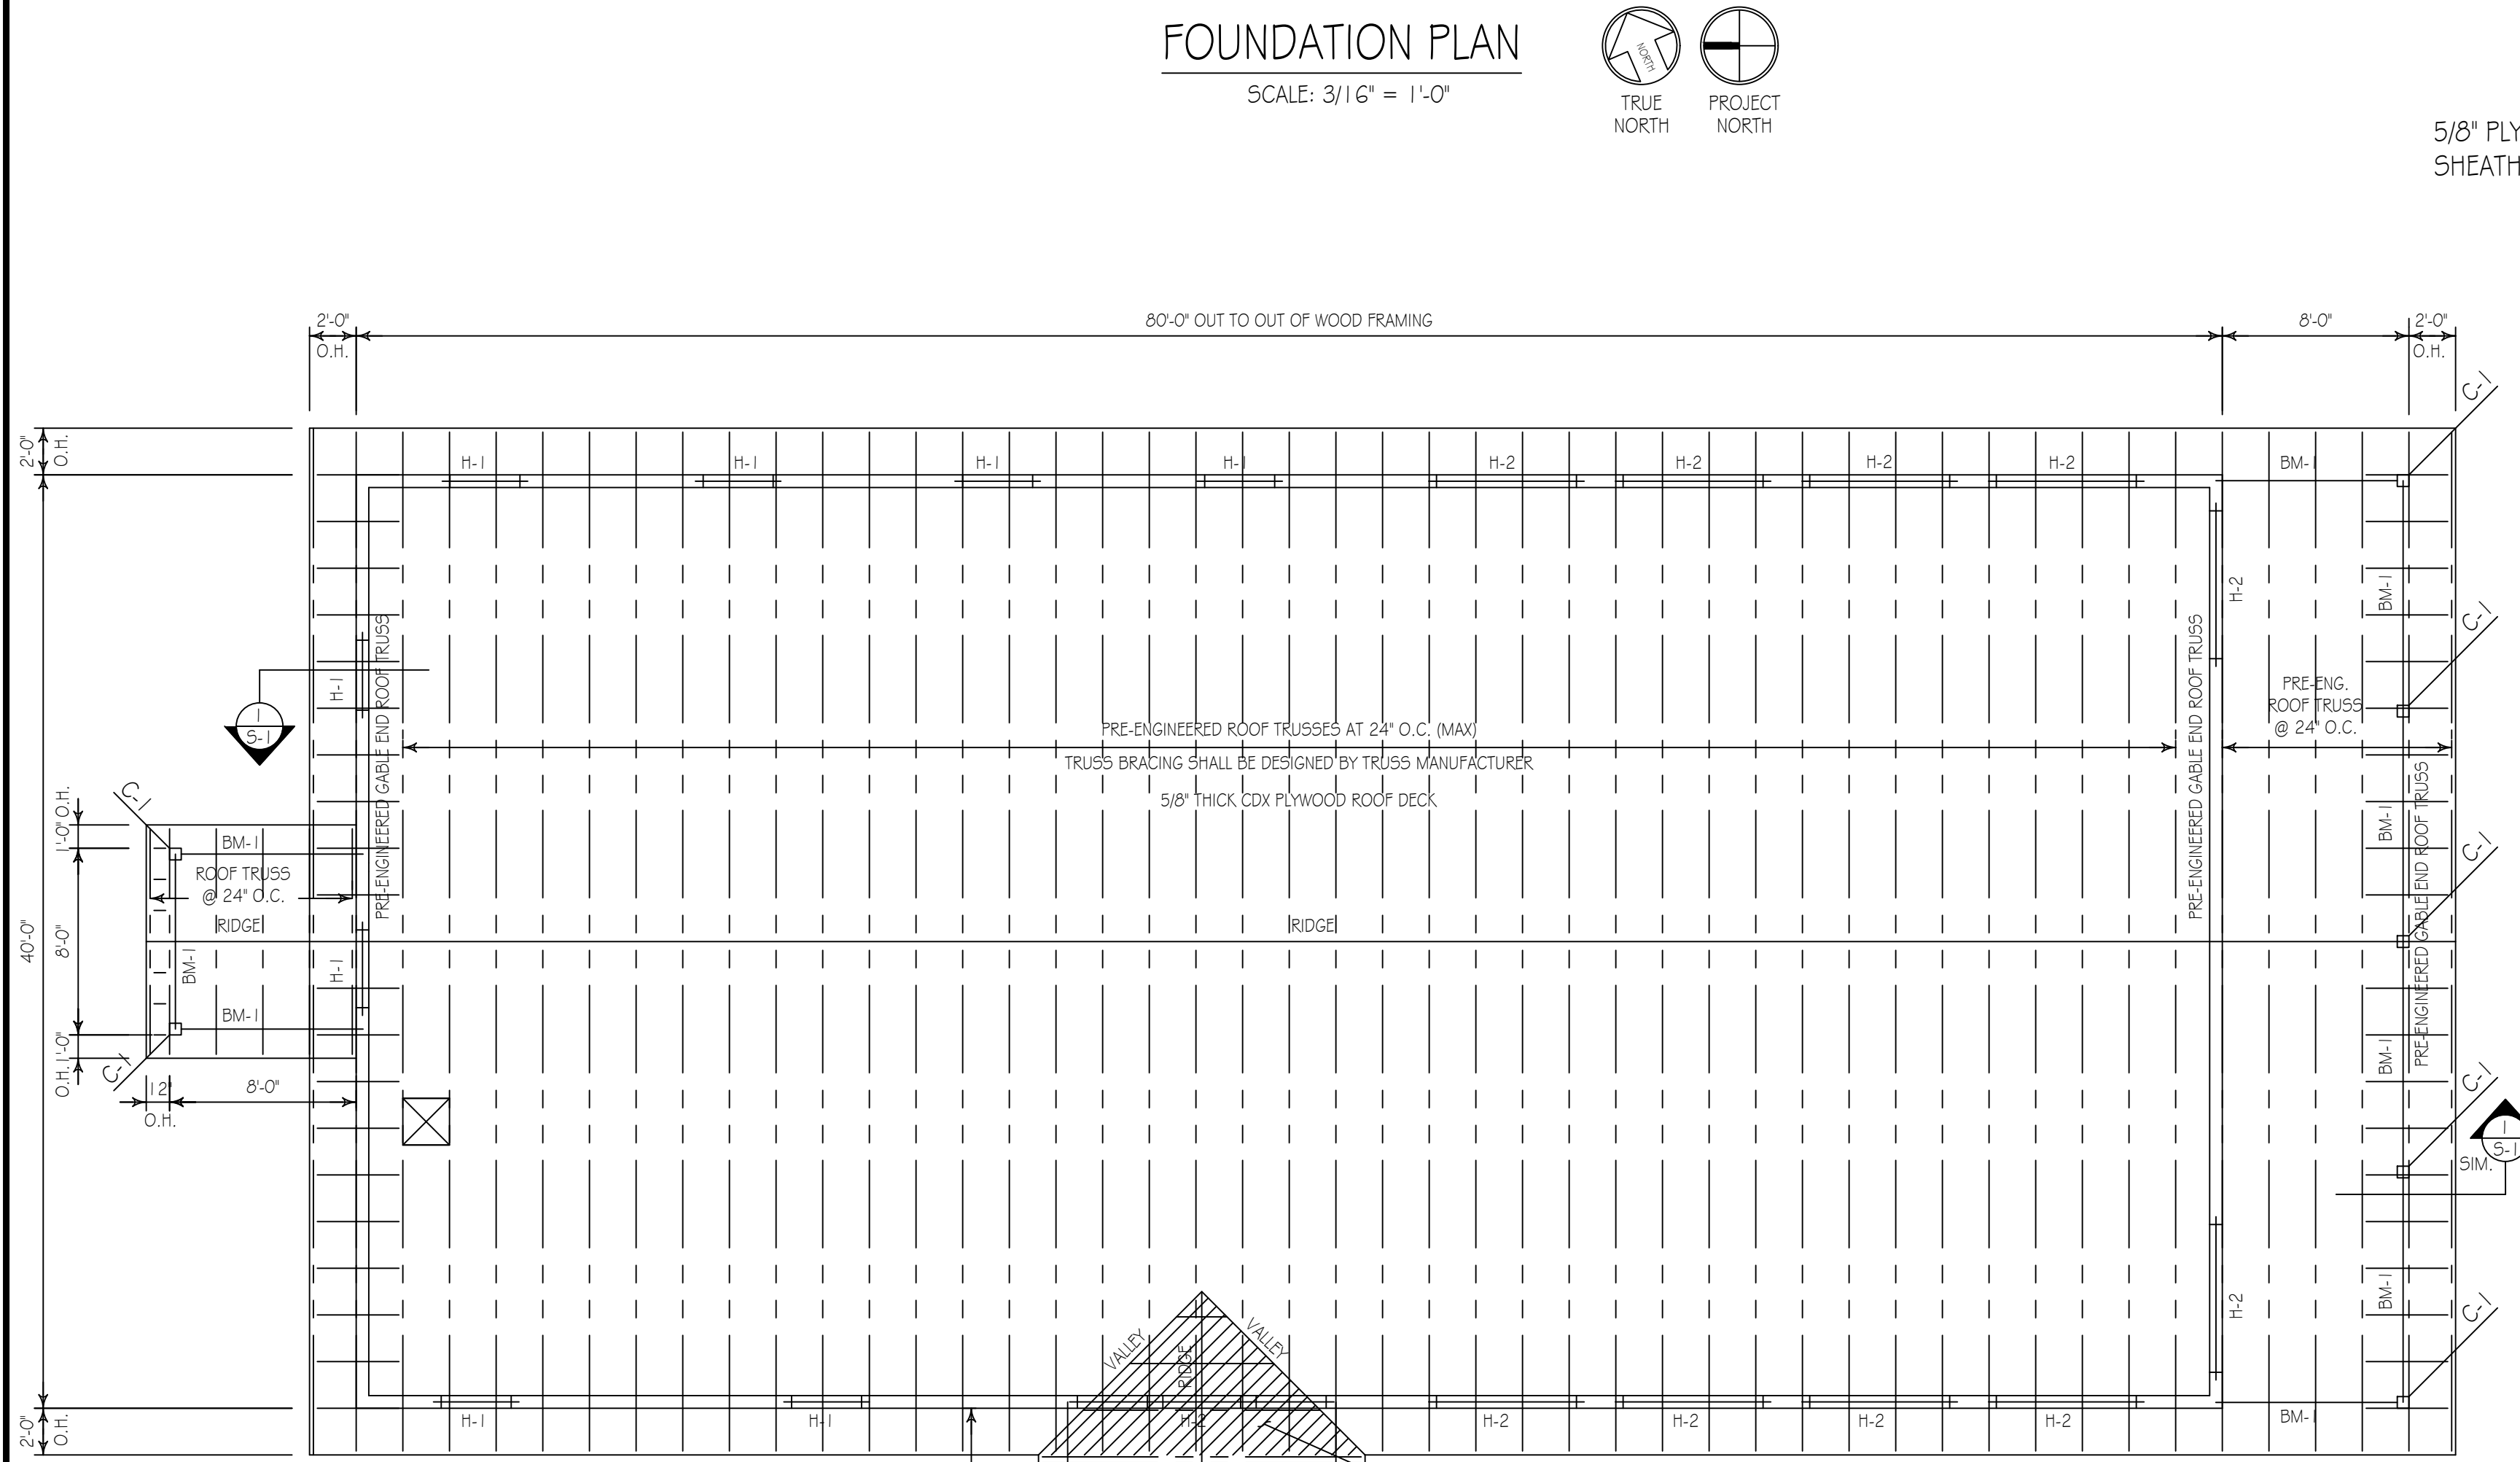 FOUNDATION PLAN
SCALE: 3/16" = 1'-0"
NORTH
TRUE
NORTH
PROJECT
NORTH
5/8" PLY
SHEATH
2'-0"
O.H.
80'-0" OUT TO OUT OF WOOD FRAMING
8'-0"
2'-0"
O.H.
C-1
2'-0"
O.H.
H-1
H-1
H-1
H-1
H-2
H-2
H-2
H-2
BM-1
H-2
BM-1
C-1
H-1
PRE-ENGINEERED GABLE END ROOF TRUSS
PRE-ENGINEERED GABLE END ROOF TRUSS
PRE-ENG.
ROOF TRUSS
@ 24" O.C.
1
S-1
PRE-ENGINEERED ROOF TRUSSES AT 24" O.C. (MAX)
TRUSS BRACING SHALL BE DESIGNED BY TRUSS MANUFACTURER
5/8" THICK CDX PLYWOOD ROOF DECK
C-1
1'-0" O.H.
BM-1
ROOF TRUSS
@ 24" O.C.
RIDGE
BM-1
C-1
PRE-ENGINEERED GABLE END ROOF TRUSS
40'-0"
8'-0"
BM-1
H-1
RIDGE
BM-1
O.H. 1'-0"
C-1
12"
O.H.
8'-0"
BM-1
C-1
1
S-1
SIM.
H-2
BM-1
C-1
VALLEY
RIDGE
VALLEY
2'-0"
O.H.
H-1
H-1
H-2
H-2
H-2
H-2
H-2
BM-1